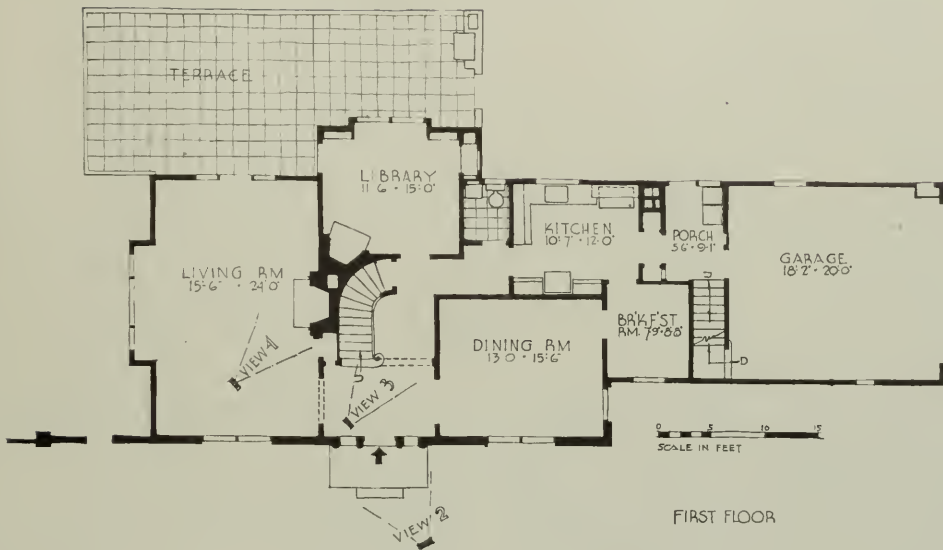 TERRACE
LIBRARY
11'6" · 15'0"
KITCHEN
10'7" · 12'0"
PORCH
5'6" · 9'1"
GARAGE
18'2" · 20'0"
LIVING RM
15'6" · 24'0"
BR'KF'ST
RM. 7'9" · 8'8"
DINING RM
13'0" · 15'6"
U
D
VIEW 1
U
VIEW 3
VIEW 2
0 5 10 15
SCALE IN FEET
FIRST FLOOR